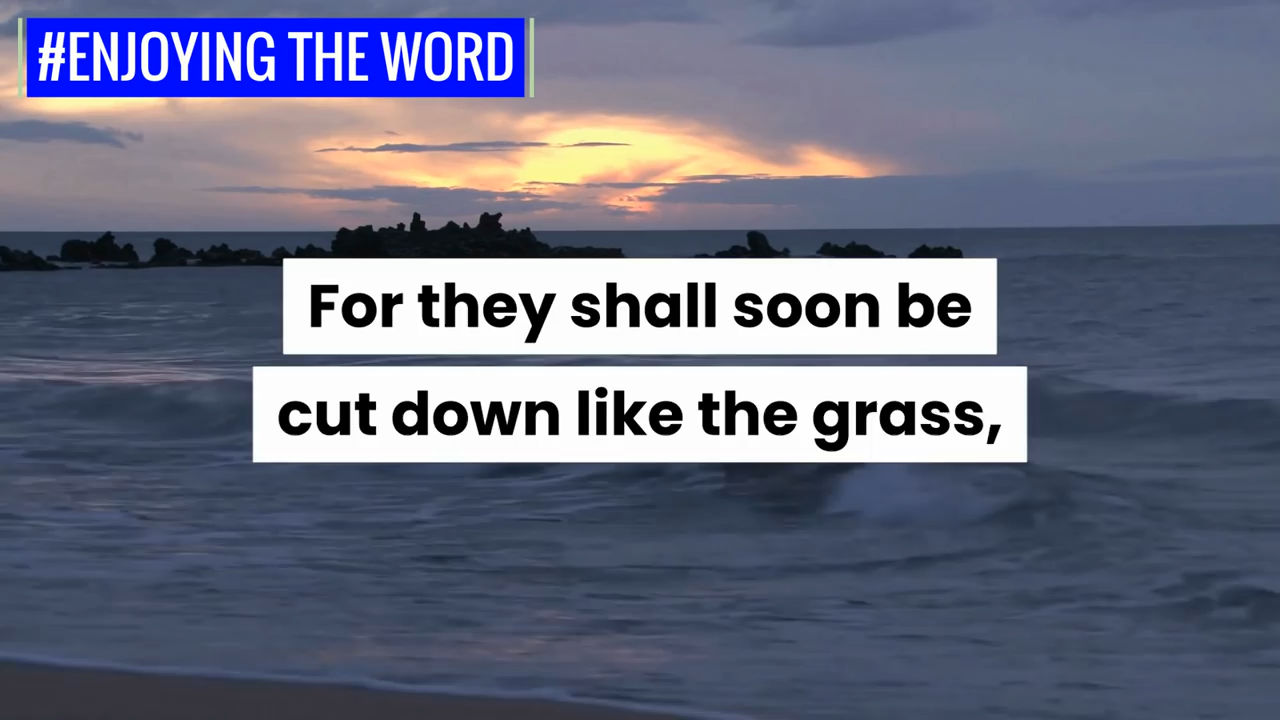 #ENJOYING THE WORD
For they shall soon be
cut down like the grass,